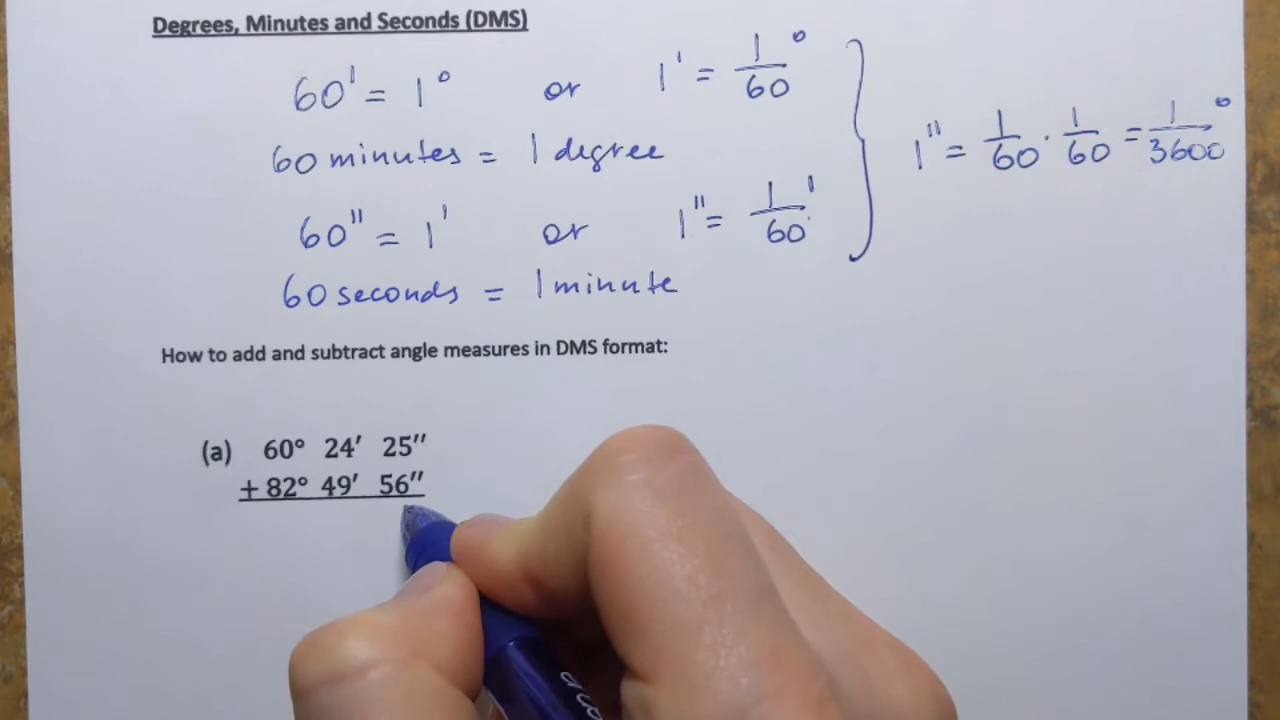 Degrees, Minutes and Seconds (DMS)
60' = 1° or 1' = 1/60°
60 minutes = 1 degree
1'' = 1/60 · 1/60 = 1/3600°
60'' = 1' or 1'' = 1/60'
60 seconds = 1 minute
How to add and subtract angle measures in DMS format:
(a) 60° 24′ 25′′
+ 82° 49′ 56′′